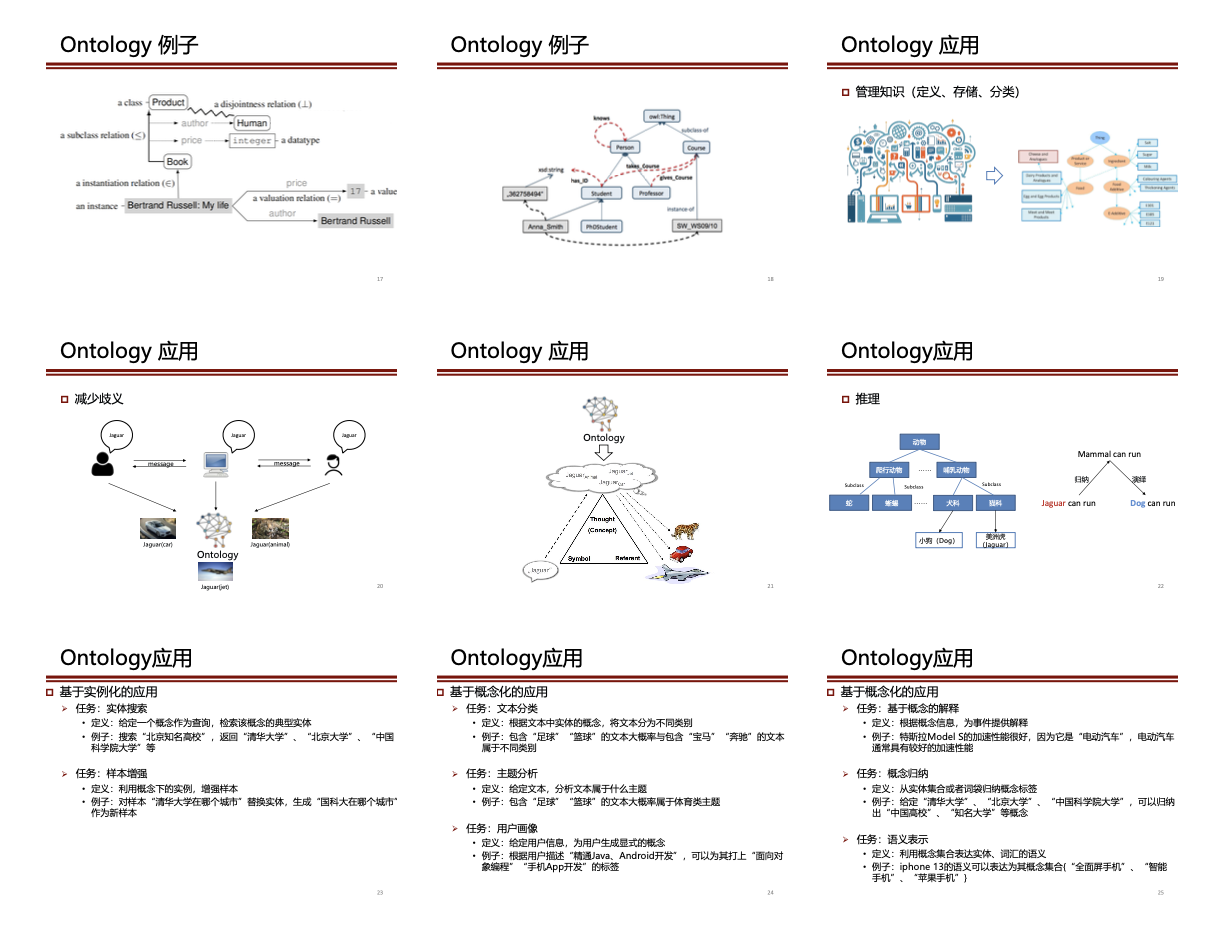 Ontology 例子
a class
Product
a disjointness relation (⊥)
author
Human
a subclass relation (≤)
price
integer
a datatype
Book
a instantiation relation (∈)
price
17
a value
a valuation relation (=)
an instance
Bertrand Russell: My life
author
Bertrand Russell
17
Ontology 例子
owl:Thing
knows
subclass of
Person
Course
xsd:string
takes_Course
has_ID
gives_Course
„362758494"
Student
Professor
instance of
Anna_Smith
PhDStudent
SW_WS09/10
18
Ontology 应用
管理知识（定义、存储、分类）
Thing
Product or Service
Ingredient
Food
Food Additive
E-Additive
Egg and Egg Products
Salt
Sugar
Milk
Colouring Agents
Thickening Agents
19
Ontology 应用
减少歧义
Jaguar
Jaguar
Jaguar
message
message
Jaguar(car)
Jaguar(animal)
Ontology
Jaguar(jet)
20
Ontology 应用
Ontology
Thought
(Concept)
Symbol
Referent
„Jaguar"
21
Ontology应用
推理
动物
爬行动物
......
哺乳动物
Subclass
Subclass
Subclass
蛇
蜥蜴
......
犬科
猫科
小狗（Dog）
美洲虎
(Jaguar)
Mammal can run
归纳
演绎
Jaguar can run
Dog can run
22
Ontology应用
基于实例化的应用
任务：实体搜索
• 定义：给定一个概念作为查询，检索该概念的典型实体
• 例子：搜索“北京知名高校”，返回“清华大学”、“北京大学”、“中国
科学院大学”等
任务：样本增强
• 定义：利用概念下的实例，增强样本
• 例子：对样本“清华大学在哪个城市”替换实体，生成“国科大在哪个城市”
作为新样本
23
Ontology应用
基于概念化的应用
任务：文本分类
• 定义：根据文本中实体的概念，将文本分为不同类别
• 例子：包含“足球”“篮球”的文本大概率与包含“宝马”“奔驰”的文本
属于不同类别
任务：主题分析
• 定义：给定文本，分析文本属于什么主题
• 例子：包含“足球”“篮球”的文本大概率属于体育类主题
任务：用户画像
• 定义：给定用户信息，为用户生成显式的概念
• 例子：根据用户描述“精通Java、Android开发”，可以为其打上“面向对
象编程”“手机App开发”的标签
24
Ontology应用
基于概念化的应用
任务：基于概念的解释
• 定义：根据概念信息，为事件提供解释
• 例子：特斯拉Model S的加速性能很好，因为它是“电动汽车”，电动汽车
通常具有较好的加速性能
任务：概念归纳
• 定义：从实体集合或者词袋归纳概念标签
• 例子：给定“清华大学”、“北京大学”、“中国科学院大学”，可以归纳
出“中国高校”、“知名大学”等概念
任务：语义表示
• 定义：利用概念集合表达实体、词汇的语义
• 例子：iphone 13的语义可以表达为其概念集合{“全面屏手机”、“智能
手机”、“苹果手机”}
25